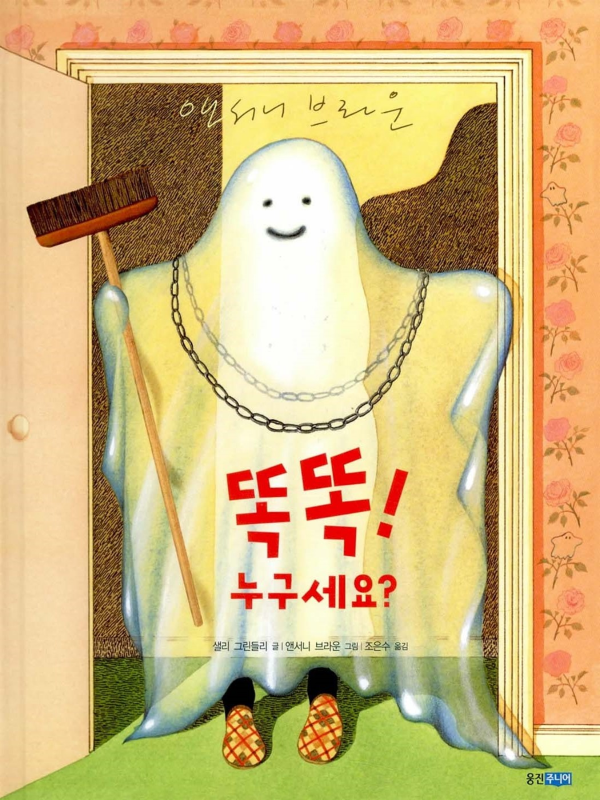 앤서니 브라운
똑똑!
누구세요?
샐리 그린들리 글 | 앤서니 브라운 그림 | 조은수 옮김
웅진주니어